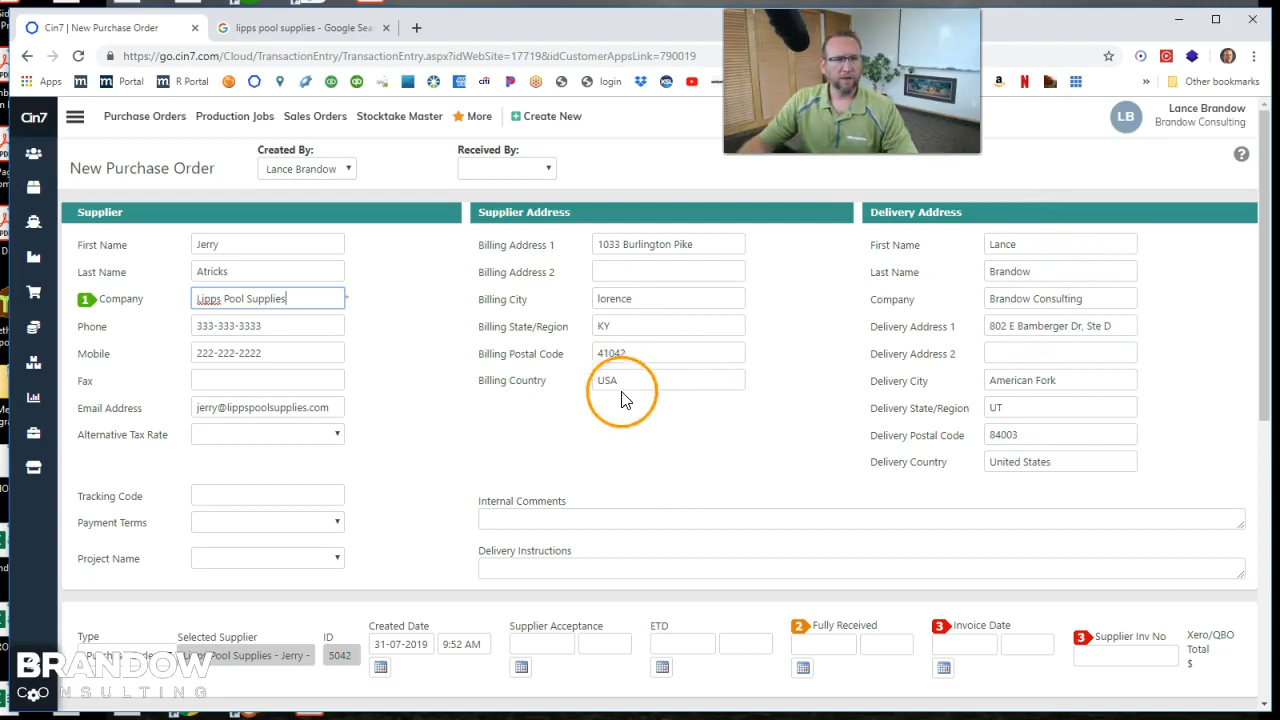 Cin7 | New Purchase Order
lipps pool supplies - Google Sea
https://go.cin7.com/Cloud/TransactionEntry/TransactionEntry.aspx?idWebSite=17719&idCustomerAppsLink=790019
Apps
Portal
R Portal
citi
login
Other bookmarks
Cin7
Purchase Orders
Production Jobs
Sales Orders
Stocktake Master
More
Create New
LB
Lance Brandow
Brandow Consulting
New Purchase Order
Created By:
Lance Brandow
Received By:
Supplier
Supplier Address
Delivery Address
First Name
Jerry
Billing Address 1
1033 Burlington Pike
First Name
Lance
Last Name
Atricks
Billing Address 2
Last Name
Brandow
1
Company
Lipps Pool Supplies
Billing City
lorence
Company
Brandow Consulting
Phone
333-333-3333
Billing State/Region
KY
Delivery Address 1
802 E Bamberger Dr, Ste D
Mobile
222-222-2222
Billing Postal Code
41042
Delivery Address 2
Fax
Billing Country
USA
Delivery City
American Fork
Email Address
jerry@lippspoolsupplies.com
Delivery State/Region
UT
Alternative Tax Rate
Delivery Postal Code
84003
Delivery Country
United States
Tracking Code
Internal Comments
Payment Terms
Delivery Instructions
Project Name
Type
Selected Supplier
Lipps Pool Supplies - Jerry -
ID
5042
Created Date
31-07-2019
9:52 AM
Supplier Acceptance
ETD
2
Fully Received
3
Invoice Date
3
Supplier Inv No
Xero/QBO
Total
$
BRANDOW
CONSULTING